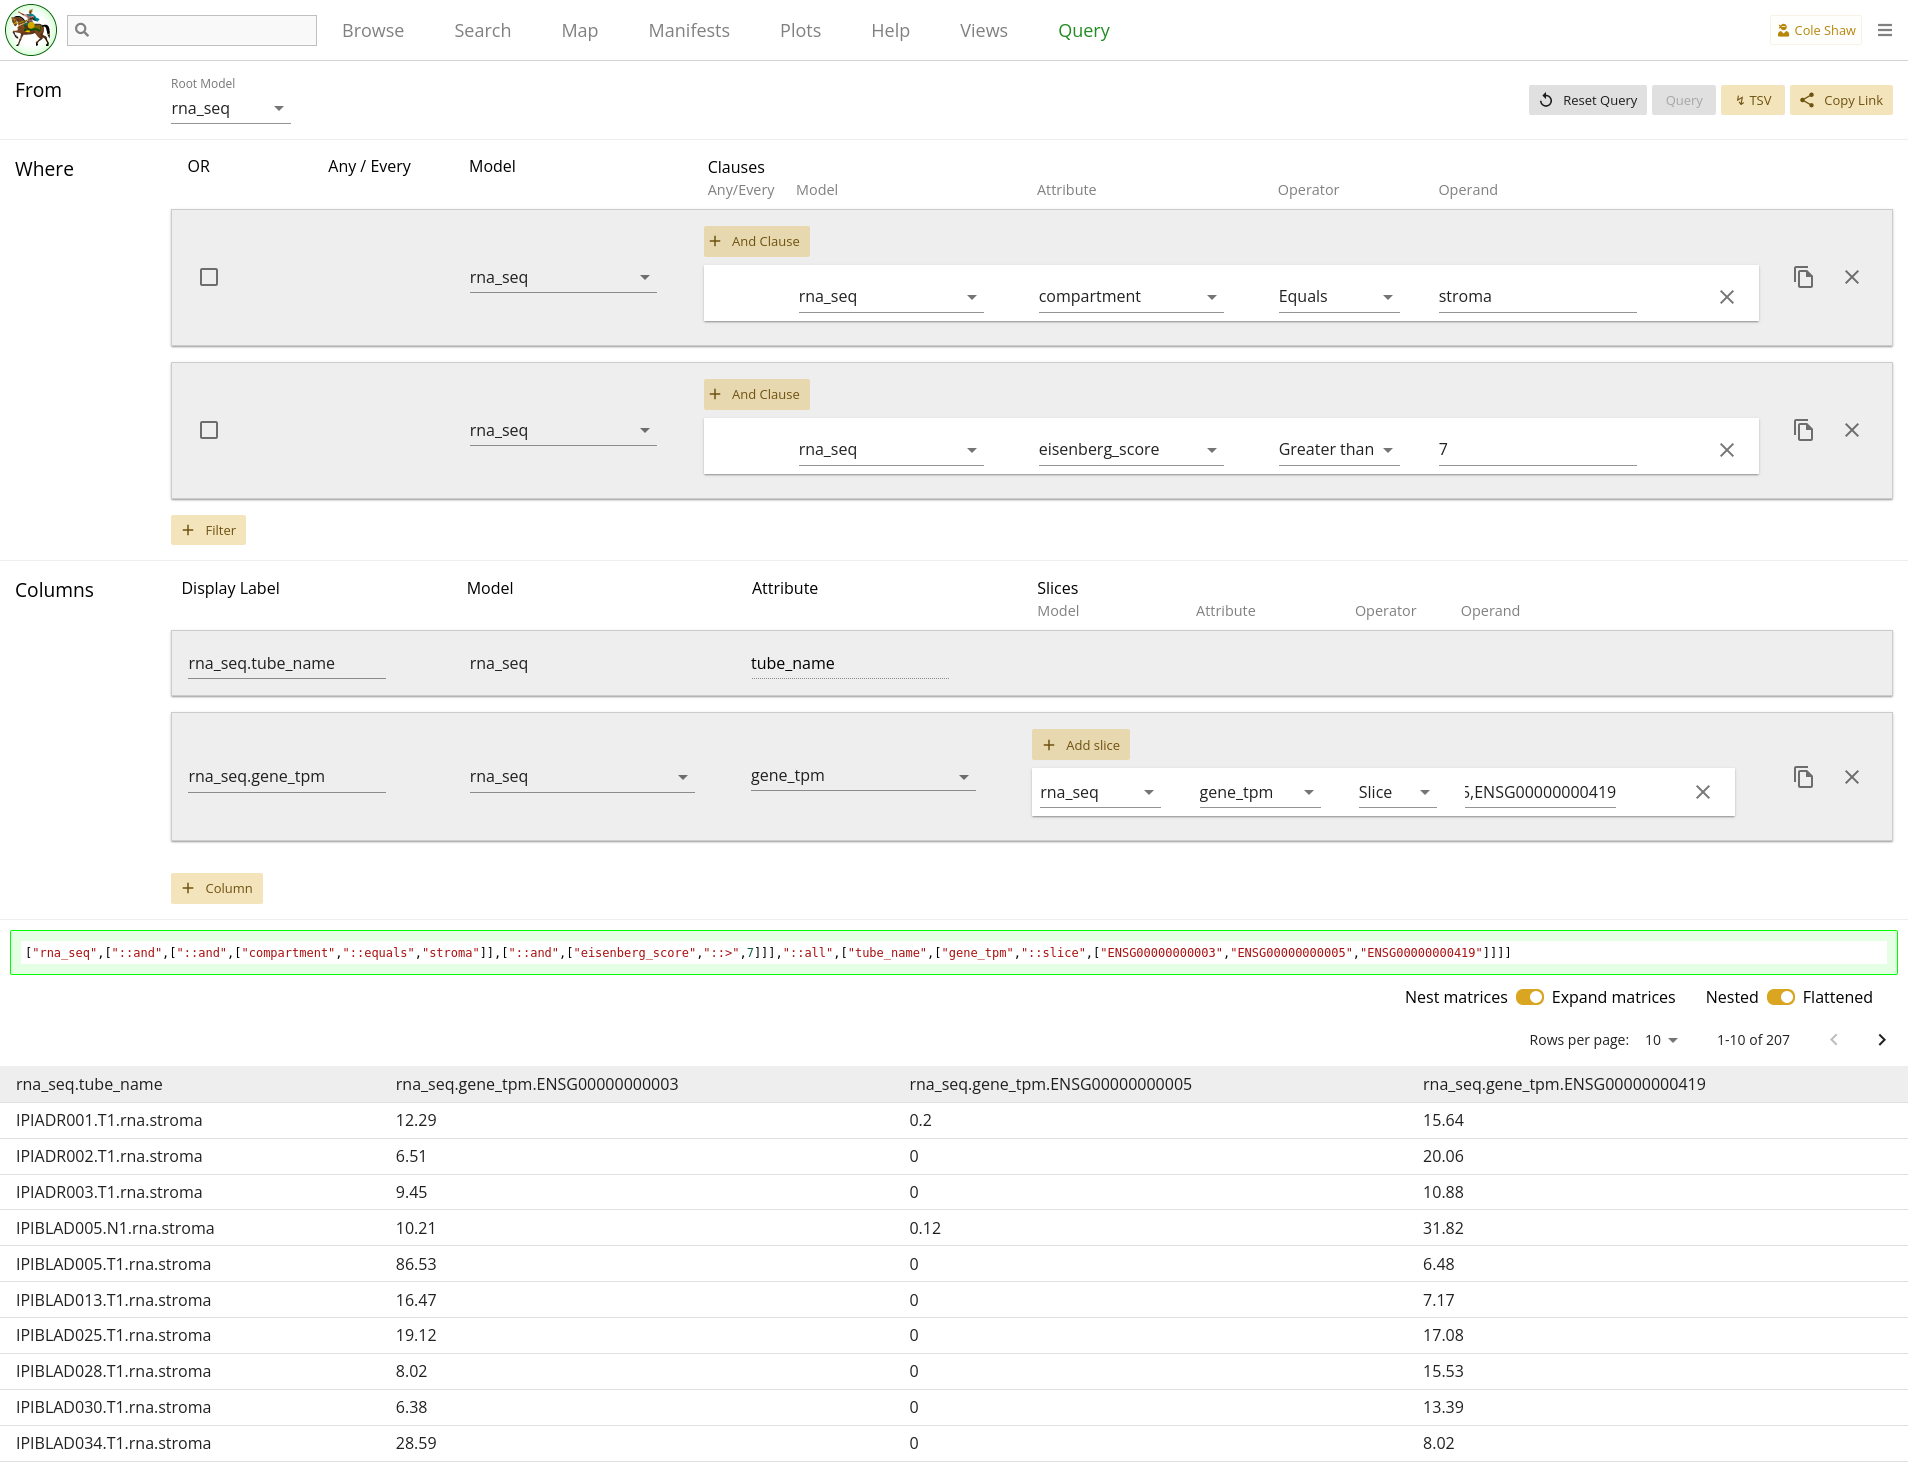 Browse Search Map Manifests Plots Help Views Query Cole Shaw
From
Root Model
rna_seq
Reset Query Query TSV Copy Link
Where
OR Any / Every Model Clauses
Any/Every Model Attribute Operator Operand
+ And Clause
rna_seq rna_seq compartment Equals stroma
+ And Clause
rna_seq rna_seq eisenberg_score Greater than 7
+ Filter
Columns
Display Label Model Attribute Slices
Model Attribute Operator Operand
rna_seq.tube_name rna_seq tube_name
+ Add slice
rna_seq.gene_tpm rna_seq gene_tpm rna_seq gene_tpm Slice ,ENSG00000000419
+ Column
["rna_seq",["::and",["::and",["compartment","::equals","stroma"]],["::and",["eisenberg_score","::>",7]]],"::all",["tube_name",["gene_tpm","::slice",["ENSG00000000003","ENSG00000000005","ENSG00000000419"]]]]
Nest matrices Expand matrices Nested Flattened
Rows per page: 10 1-10 of 207
rna_seq.tube_name rna_seq.gene_tpm.ENSG00000000003 rna_seq.gene_tpm.ENSG00000000005 rna_seq.gene_tpm.ENSG00000000419
IPIADR001.T1.rna.stroma 12.29 0.2 15.64
IPIADR002.T1.rna.stroma 6.51 0 20.06
IPIADR003.T1.rna.stroma 9.45 0 10.88
IPIBLAD005.N1.rna.stroma 10.21 0.12 31.82
IPIBLAD005.T1.rna.stroma 86.53 0 6.48
IPIBLAD013.T1.rna.stroma 16.47 0 7.17
IPIBLAD025.T1.rna.stroma 19.12 0 17.08
IPIBLAD028.T1.rna.stroma 8.02 0 15.53
IPIBLAD030.T1.rna.stroma 6.38 0 13.39
IPIBLAD034.T1.rna.stroma 28.59 0 8.02